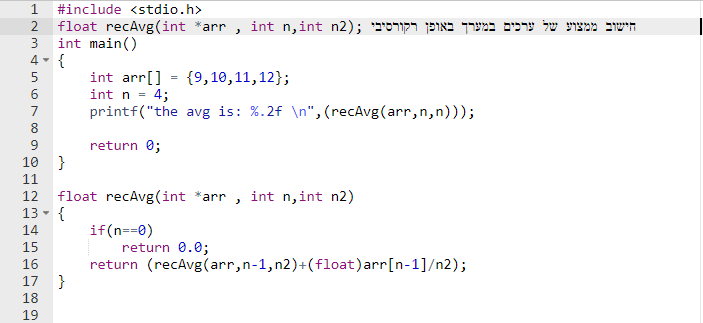 1 #include <stdio.h>
2 float recAvg(int *arr , int n,int n2); חישוב ממוצע של ערכים במערך באופן רקורסיבי
3 int main()
4 {
5 int arr[] = {9,10,11,12};
6 int n = 4;
7 printf("the avg is: %.2f \n",(recAvg(arr,n,n)));
8
9 return 0;
10 }
11
12 float recAvg(int *arr , int n,int n2)
13 {
14 if(n==0)
15 return 0.0;
16 return (recAvg(arr,n-1,n2)+(float)arr[n-1]/n2);
17 }
18
19